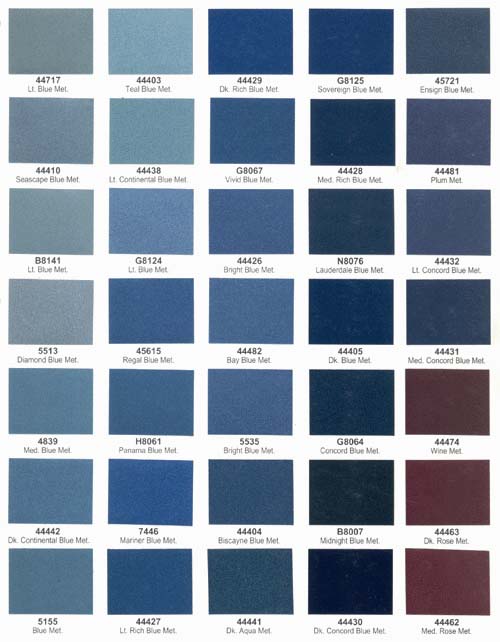 44717 44403 44429 G8125 45721
Lt. Blue Met. Teal Blue Met. Dk. Rich Blue Met. Sovereign Blue Met. Ensign Blue Met.
44410 44438 G8067 44428 44481
Seascape Blue Met. Lt. Continental Blue Met. Vivid Blue Met. Med. Rich Blue Met. Plum Met.
B8141 G8124 44426 N8076 44432
Lt. Blue Met. Lt. Blue Met. Bright Blue Met. Lauderdale Blue Met. Lt. Concord Blue Met.
5513 45615 44482 44405 44431
Diamond Blue Met. Regal Blue Met. Bay Blue Met. Dk. Blue Met. Med. Concord Blue Met.
4839 H8061 5535 G8064 44474
Med. Blue Met. Panama Blue Met. Bright Blue Met. Concord Blue Met. Wine Met.
44442 7446 44404 B8007 44463
Dk. Continental Blue Met. Mariner Blue Met. Biscayne Blue Met. Midnight Blue Met. Dk. Rose Met.
5155 44427 44441 44430 44462
Blue Met. Lt. Rich Blue Met. Dk. Aqua Met. Dk. Concord Blue Met. Med. Rose Met.